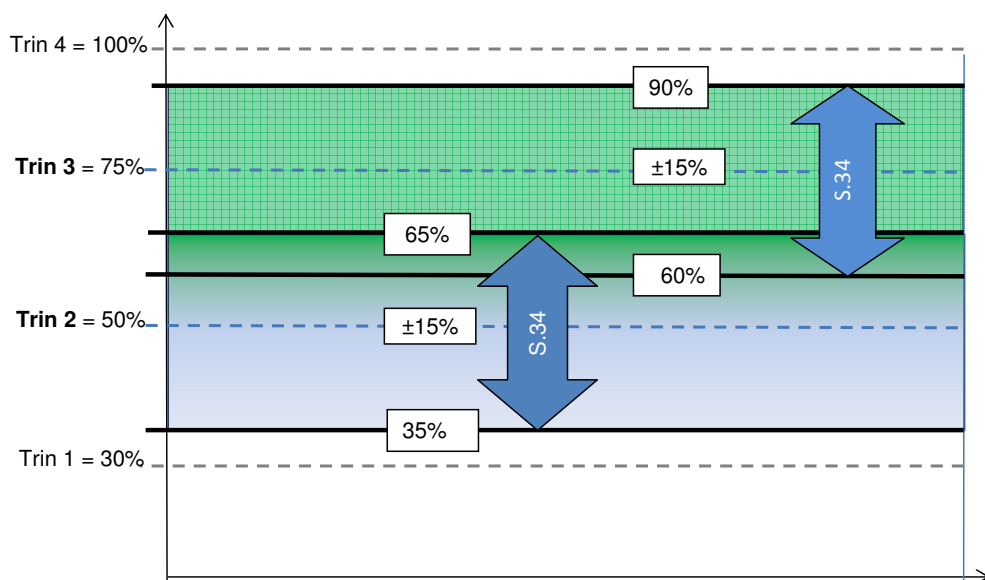 Trin 4 = 100%
90%
Trin 3 = 75%
±15%
S.34
65%
60%
Trin 2 = 50%
±15%
S.34
35%
Trin 1 = 30%